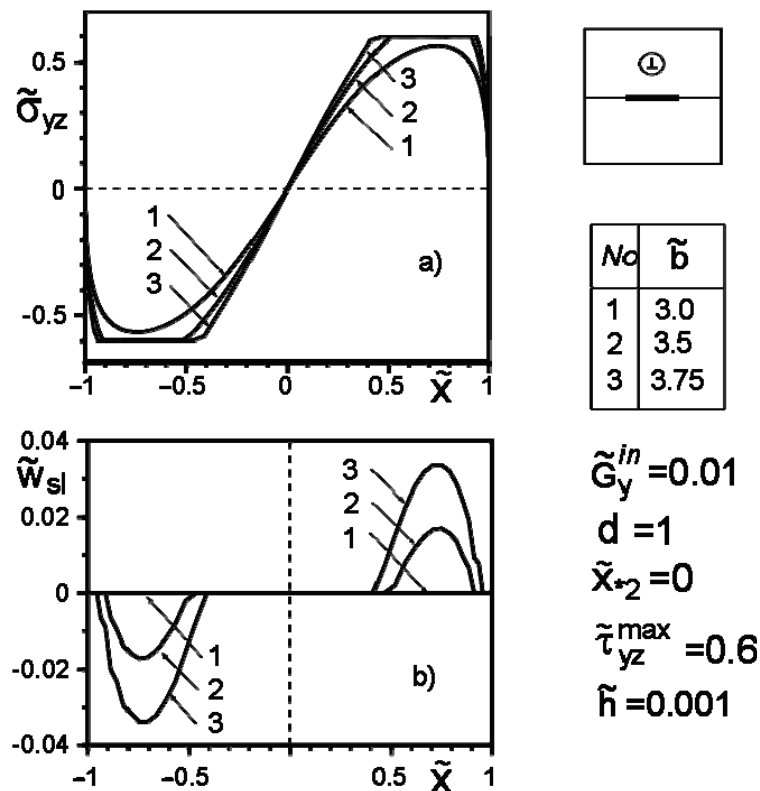 0.5
0
-0.5
σ̃yz
1
2
3
3
2
1
a)
−1
−0.5
0
0.5
1
x̃
0.04
0.02
0
-0.02
-0.04
w̃sl
3
2
1
1
2
3
b)
-1
−0.5
0
0.5
1
x̃
No b̃
1 3.0
2 3.5
3 3.75
G̃yⁱⁿ=0.01
d =1
x̃*2=0
τ̃yzᵐᵃˣ=0.6
h̃ =0.001